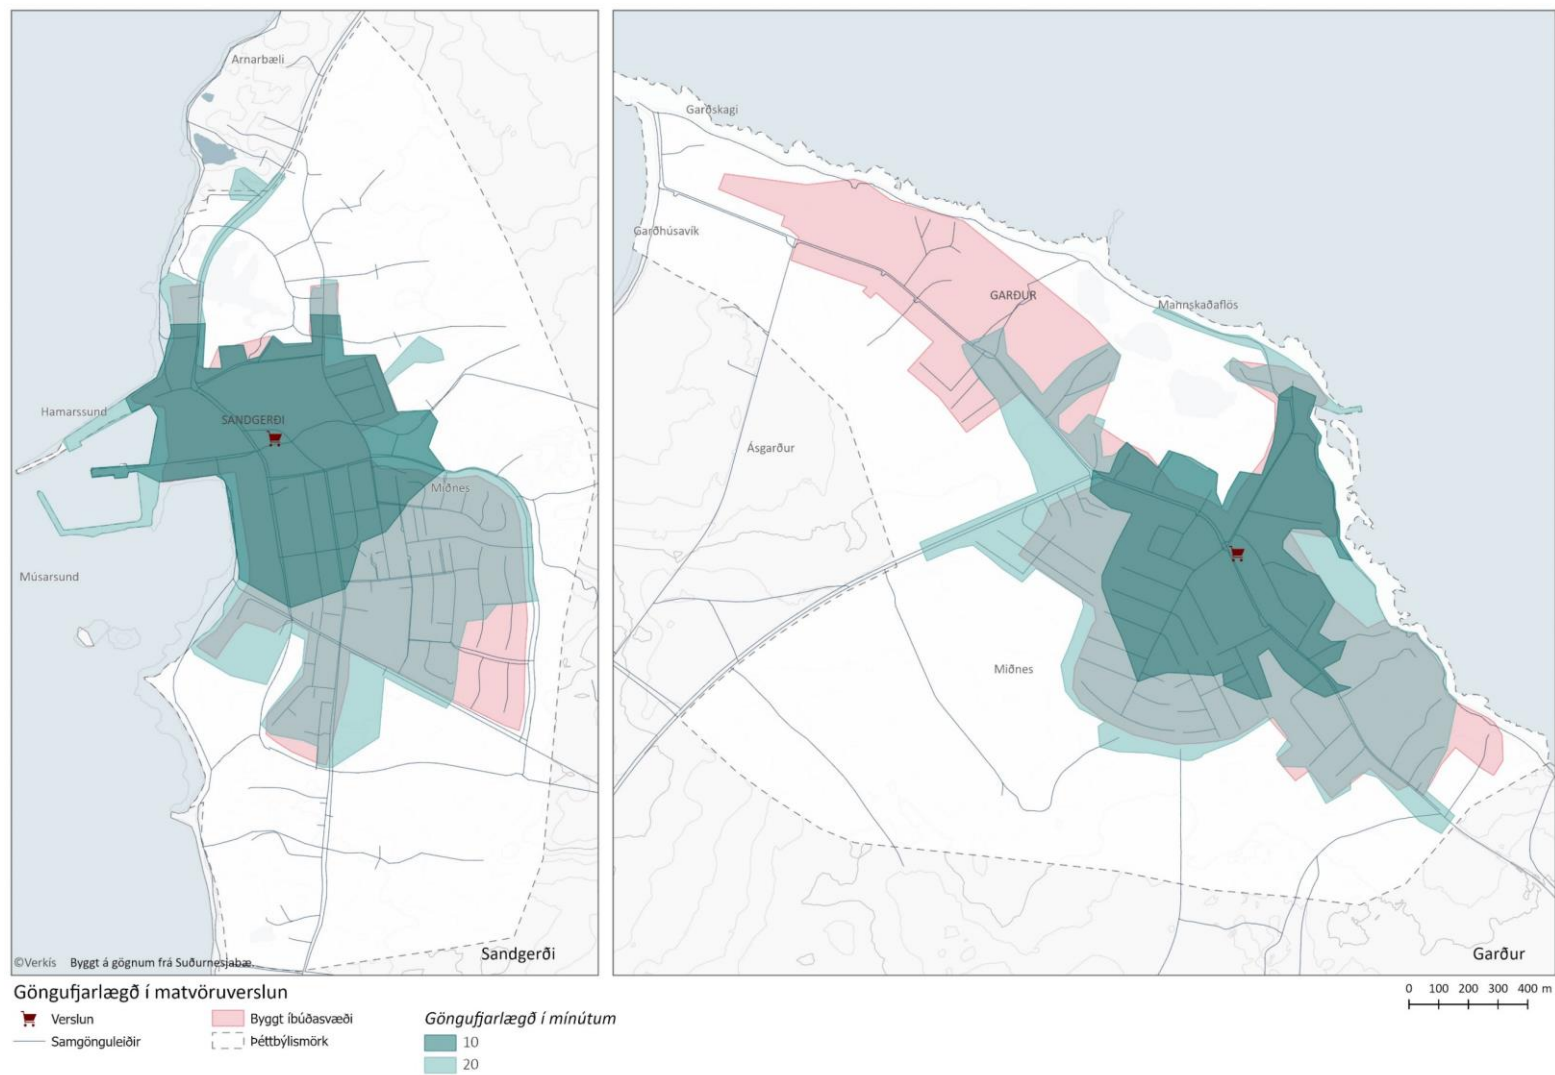 Arnarbæli
Hamarssund
SANDGERÐI
Miðnes
Músarsund
©Verkís Byggt á gögnum frá Suðurnesjabæ.
Sandgerði
Garðskagi
Garðhúsavík
GARÐUR
Mannskaðaflös
Ásgarður
Miðnes
Garður
Göngufjarlægð í matvöruverslun
Verslun
Samgönguleiðir
Byggt íbúðasvæði
Þéttbýlismörk
Göngufjarlægð í mínútum
10
20
0 100 200 300 400 m